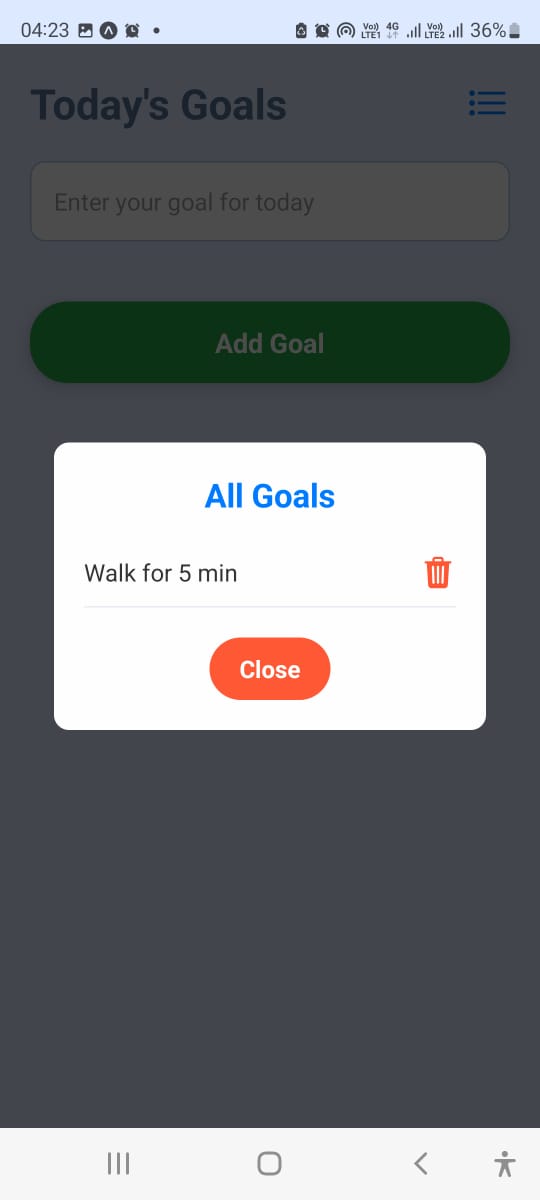 04:23
Vo)) LTE1 4G Vo)) LTE2 36%
Today's Goals
Enter your goal for today
Add Goal
All Goals
Walk for 5 min
Close